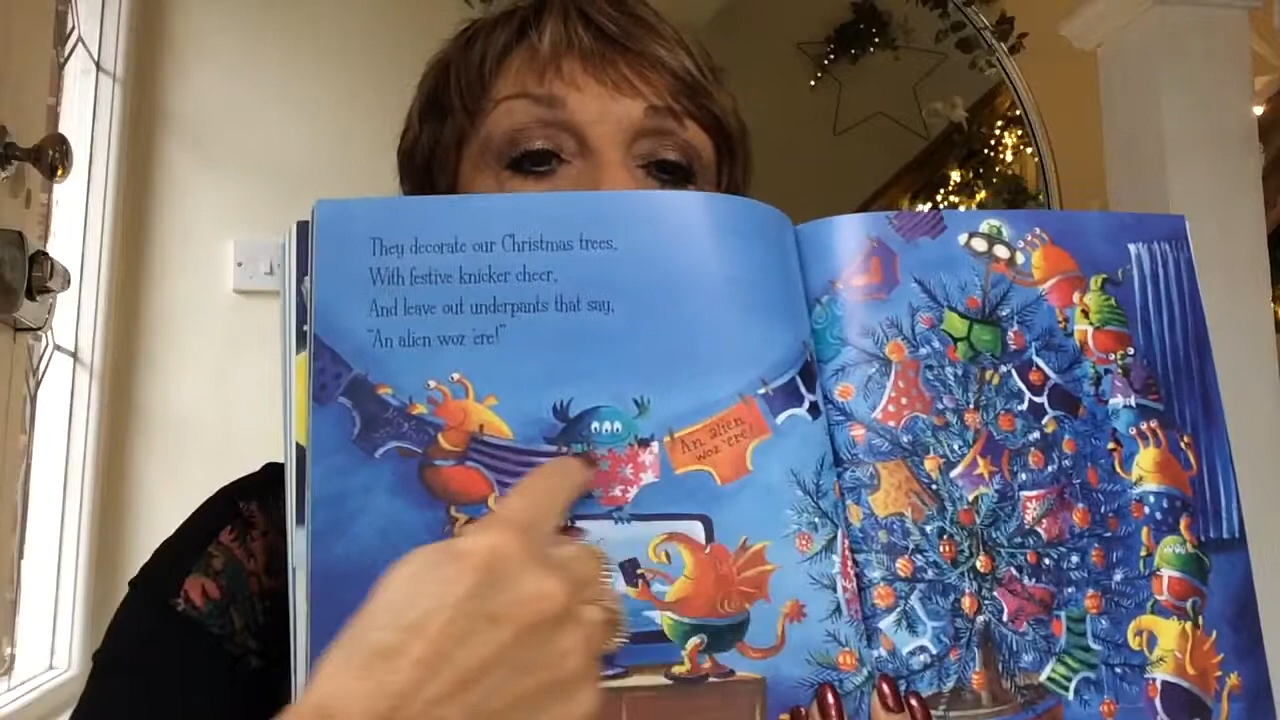 They decorate our Christmas trees,
With festive knicker cheer,
And leave out underpants that say,
"An alien woz 'ere!"
An alien
woz 'ere!